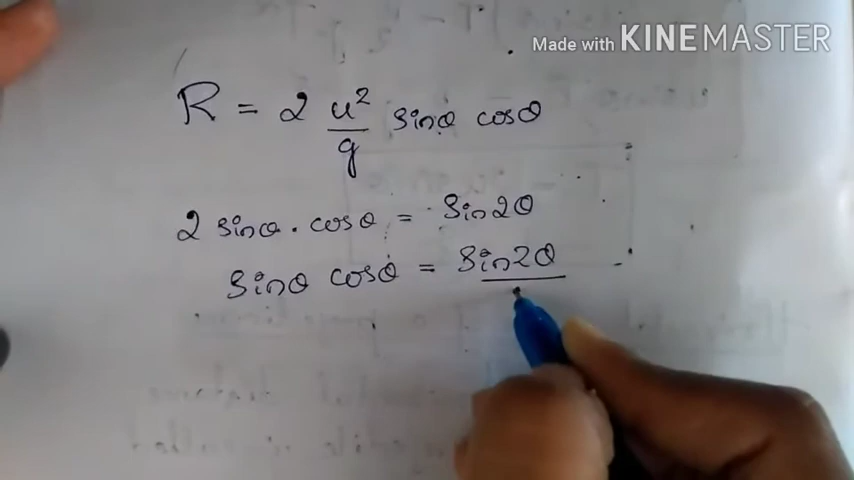 Made with KINEMASTER
R = 2 u²/g sinθ cosθ
2 sinθ . cosθ = sin2θ
sinθ cosθ = sin2θ